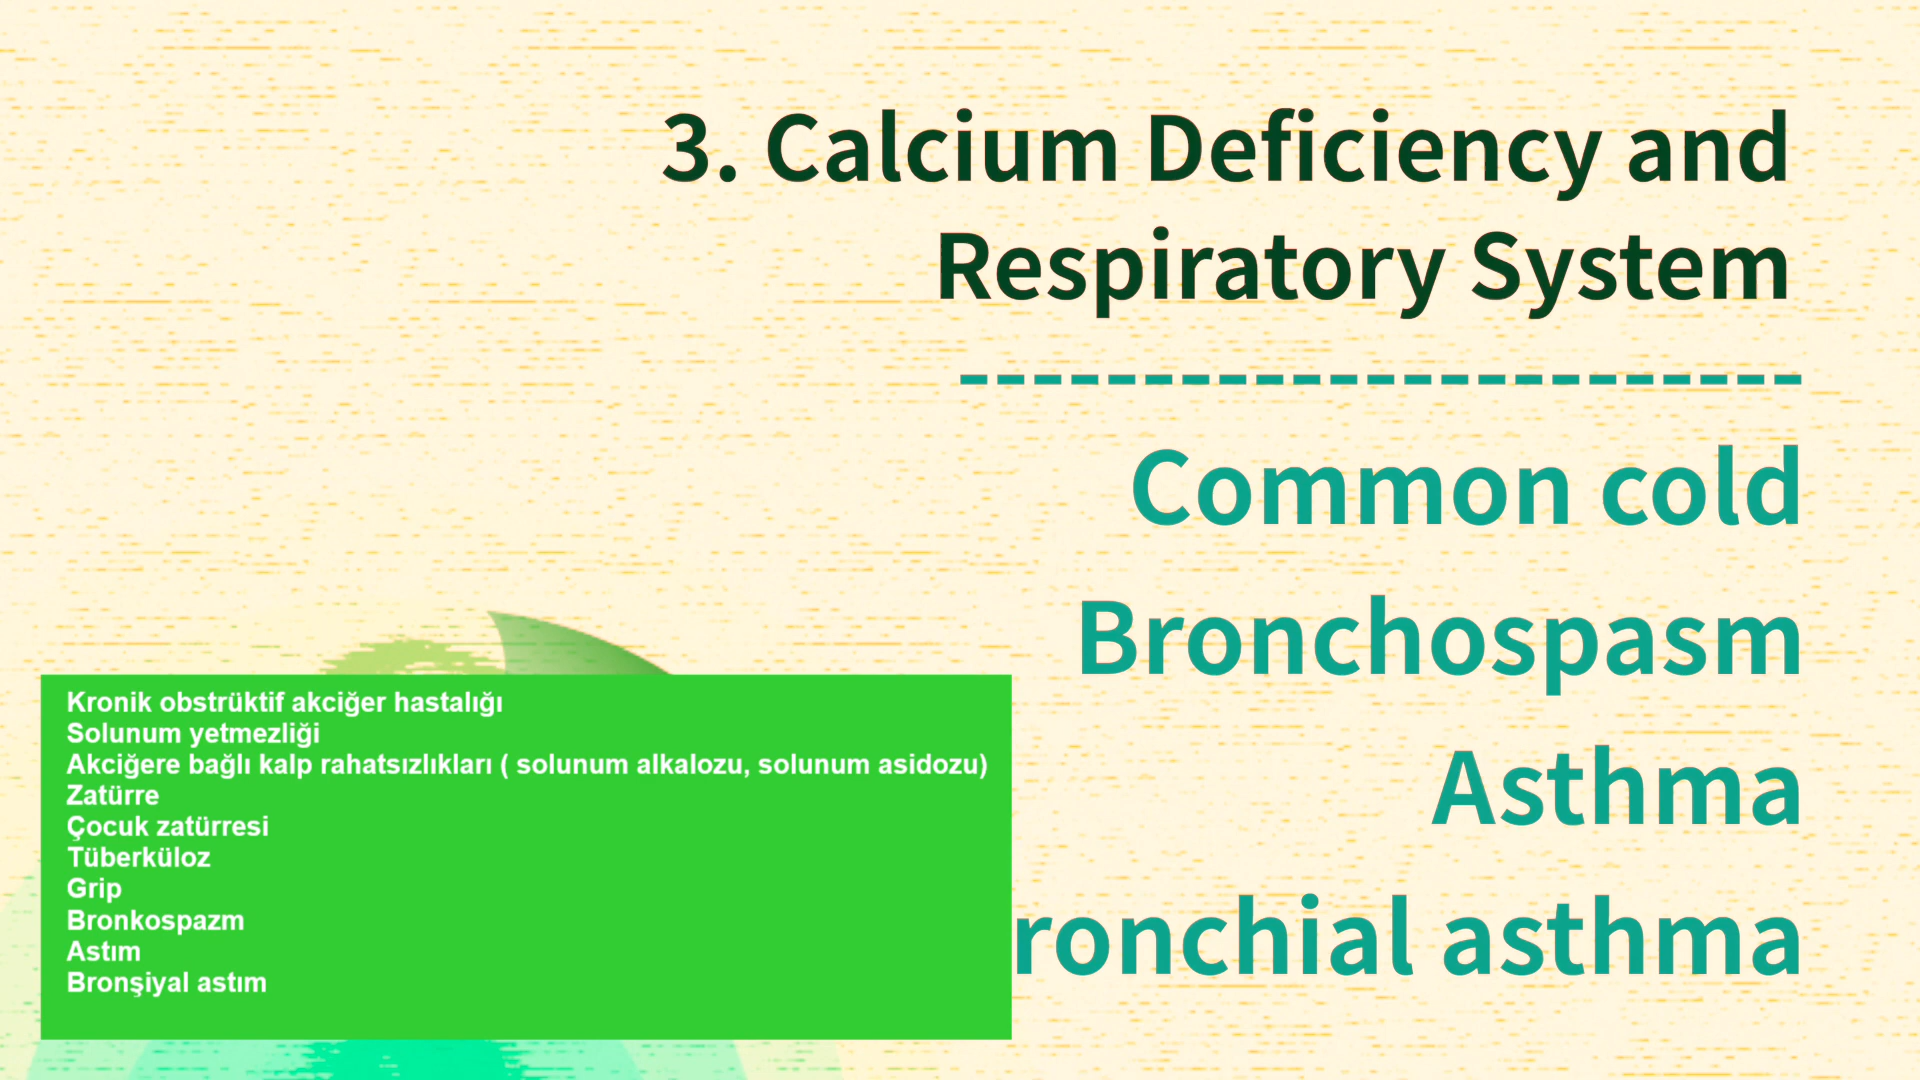 3. Calcium Deficiency and
Respiratory System
Common cold
Bronchospasm
Asthma
ronchial asthma
Kronik obstrüktif akciğer hastalığı
Solunum yetmezliği
Akciğere bağlı kalp rahatsızlıkları ( solunum alkalozu, solunum asidozu)
Zatürre
Çocuk zatürresi
Tüberküloz
Grip
Bronkospazm
Astım
Bronşiyal astım